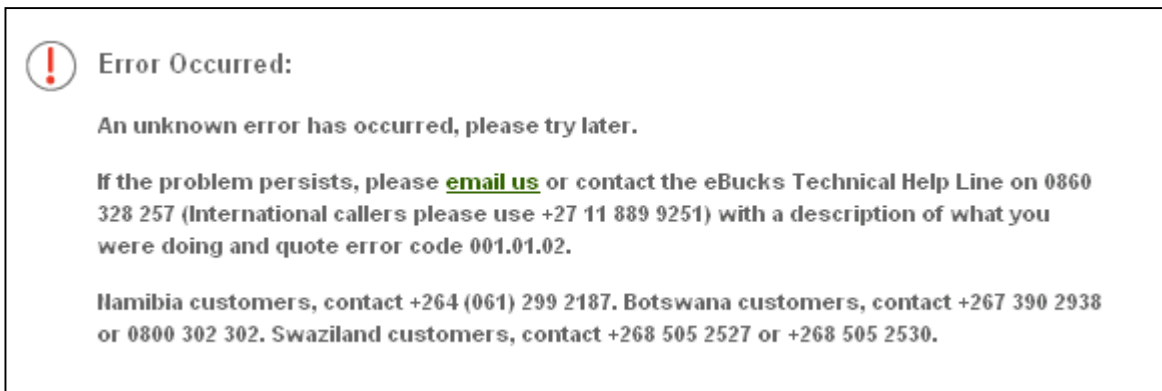 Error Occurred:
An unknown error has occurred, please try later.
If the problem persists, please email us or contact the eBucks Technical Help Line on 0860
328 257 (International callers please use +27 11 889 9251) with a description of what you
were doing and quote error code 001.01.02.
Namibia customers, contact +264 (061) 299 2187. Botswana customers, contact +267 390 2938
or 0800 302 302. Swaziland customers, contact +268 505 2527 or +268 505 2530.